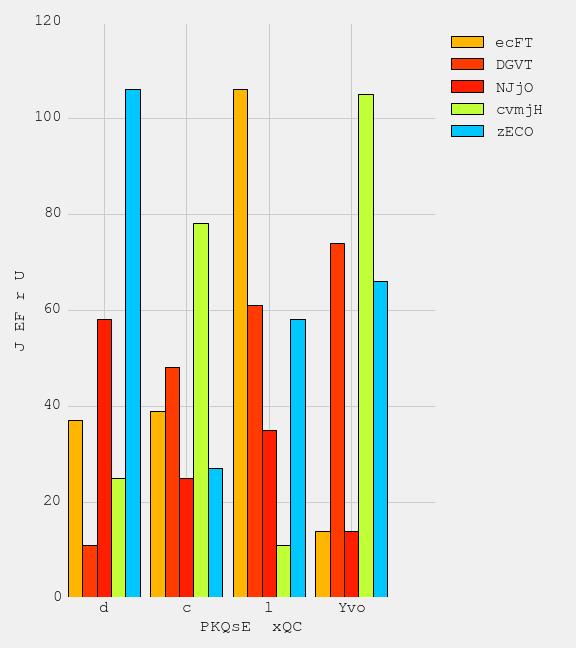 120
100
80
60
40
20
0
J EF r U
d c l Yvo
PKQsE  xQC
ecFT
DGVT
NJjO
cvmjH
zECO